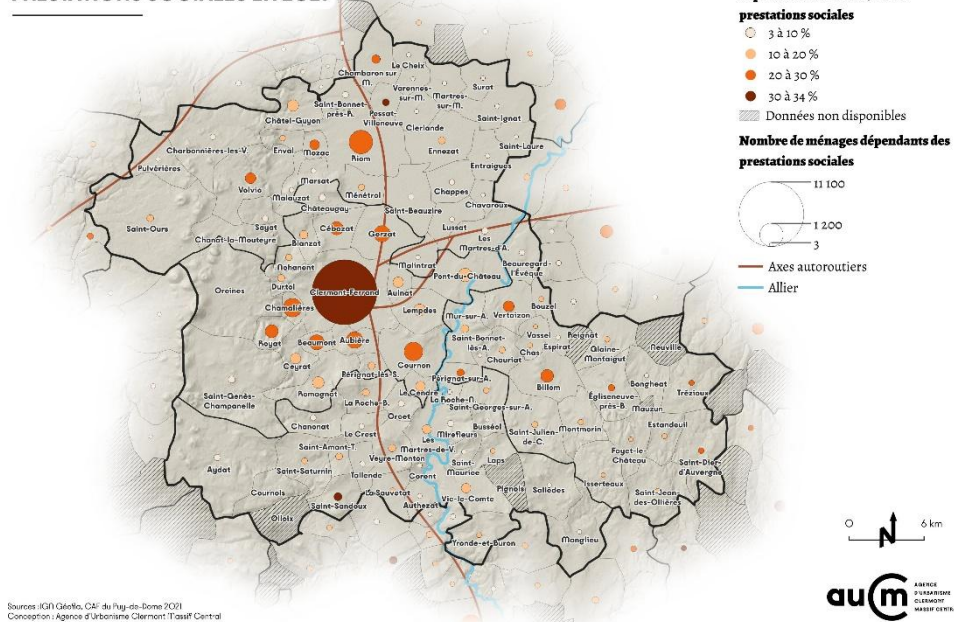 prestations sociales
3 à 10 %
10 à 20 %
20 à 30 %
30 à 34 %
Données non disponibles
Nombre de ménages dépendants des
prestations sociales
11 100
1 200
3
Axes autoroutiers
Allier
Le Cheix
Chambaron sur
M.
Varennes-
sur-M.
Surat
Martres-
sur-M.
Saint-Bonnet-
près-R.
Pessat-
Villeneuve
Châtel-Guyon
Clerlande
Saint-Ignat
Charbonnières-les-V.
Enval
Mozac
Riom
Ennezat
Saint-Laure
Pulvérières
Entraigues
Volvic
Marsat
Ménétrol
Chappes
Malauzat
Châteaugay
Saint-Beauzire
Chavaroux
Saint-Ours
Sayat
Cébazat
Gerzat
Lussat
Chanat-la-Mouteyre
Blanzat
Les
Martres-d'A.
Nohanent
Malintrat
Beauregard-
l'Évêque
Pont-du-Château
Orcines
Durtol
Clermont-Ferrand
Aulnat
Chamalières
Lempdes
Mur-sur-A.
Vertaizon
Bouzel
Royat
Beaumont
Aubière
Saint-Bonnet-
lès-A.
Vassel
Reignat
Chas
Espirat
Glaine-
Montaigut
Neuville
Ceyrat
Cournon
Chauriat
Pérignat-lès-S.
Pérignat-sur-A.
Billom
Bongheat
Romagnat
Le Cendre
Trézioux
Saint-Genès-
Champanelle
La Roche-B.
La Roche-N.
Égliseneuve-
près-B.
Mauzun
Orcet
Saint-Georges-sur-A.
Chanonat
Busséol
Estandeuil
Le Crest
Mirefleurs
Saint-Julien-
de-C.
Montmorin
Saint-Amant-T.
Les
Martres-de-V.
Veyre-Monton
Fayet-le-
Château
Aydat
Saint-Saturnin
Saint-
Maurice
Laps
Saint-Dier-
d'Auvergne
Tallende
Corent
Isserteaux
Cournols
La Sauvetat
Pignols
Sallèdes
Saint-Jean-
des-Ollières
Saint-Sandoux
Authezat
Vic-le-Comte
Olloix
Yronde-et-Buron
Manglieu
0
6 km
N
Sources : IGN Géofla, CAF du Puy-de-Dome 2021
Conception : Agence d'Urbanisme Clermont Massif Central
aucm
AGENCE
D'URBANISME
CLERMONT
MASSIF CENTRAL